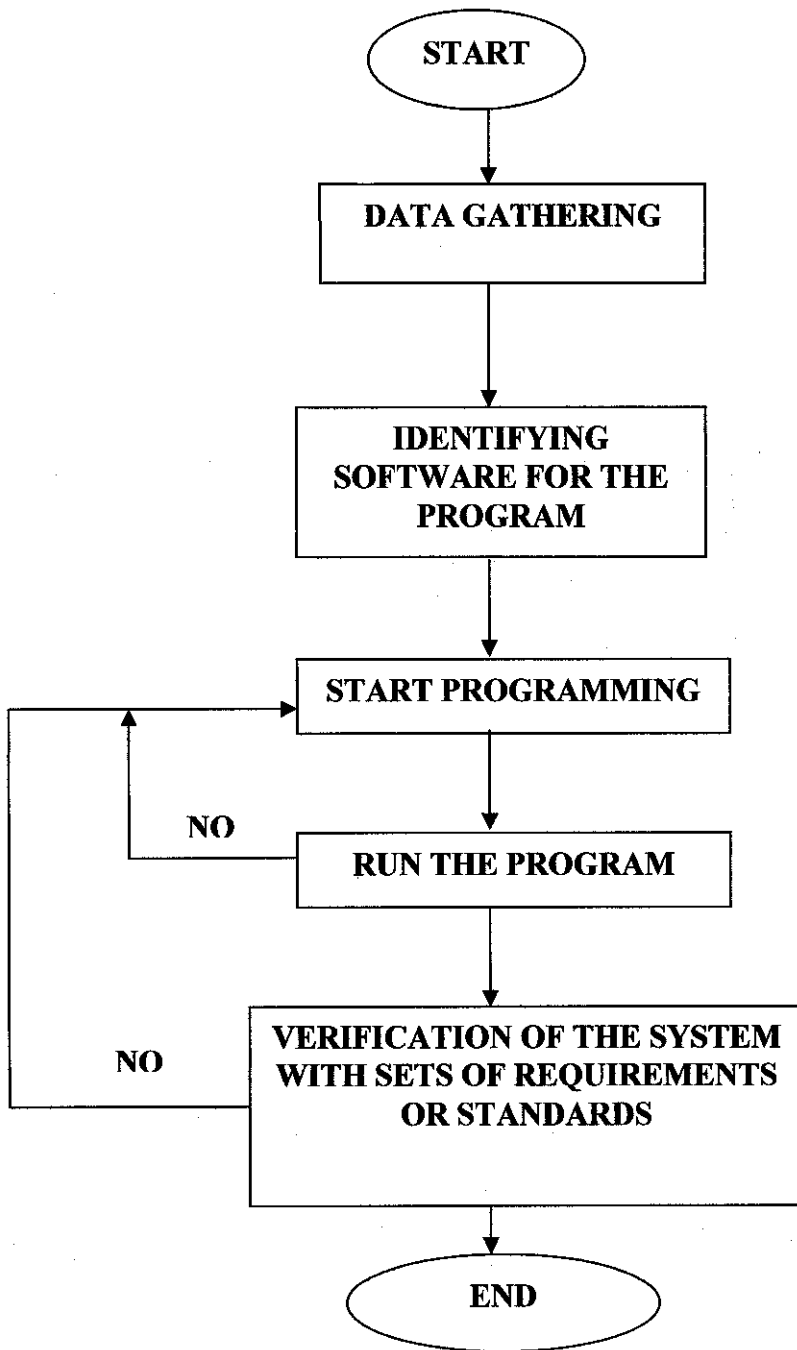 START
DATA GATHERING
IDENTIFYING
SOFTWARE FOR THE
PROGRAM
START PROGRAMMING
NO
RUN THE PROGRAM
NO
VERIFICATION OF THE SYSTEM
WITH SETS OF REQUIREMENTS
OR STANDARDS
END